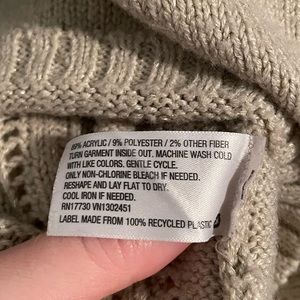 89% ACRYLIC / 9% POLYESTER / 2% OTHER FIBER
TURN GARMENT INSIDE OUT. MACHINE WASH COLD
WITH LIKE COLORS. GENTLE CYCLE.
ONLY NON-CHLORINE BLEACH IF NEEDED.
RESHAPE AND LAY FLAT TO DRY.
COOL IRON IF NEEDED.
RN17730 VN1302451
LABEL MADE FROM 100% RECYCLED PLASTIC